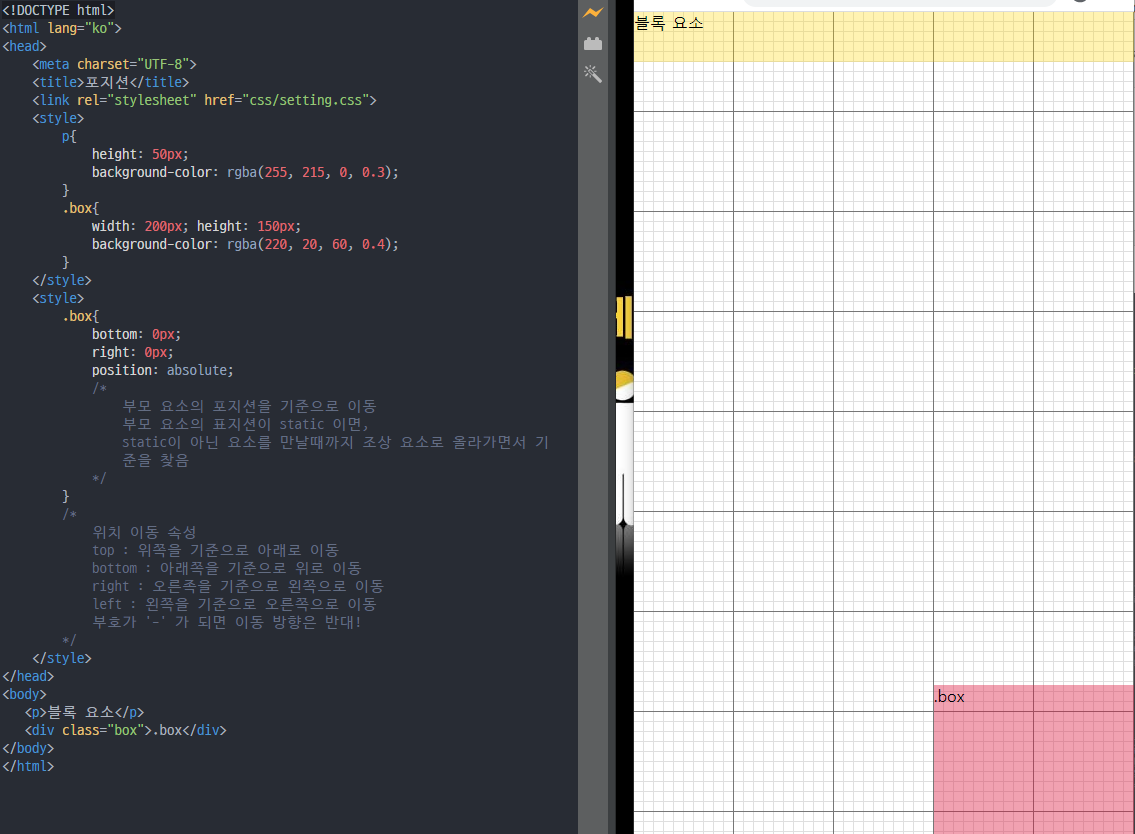 <!DOCTYPE html>
<html lang="ko">
<head>
    <meta charset="UTF-8">
    <title>포지션</title>
    <link rel="stylesheet" href="css/setting.css">
    <style>
        p{
            height: 50px;
            background-color: rgba(255, 215, 0, 0.3);
        }
        .box{
            width: 200px; height: 150px;
            background-color: rgba(220, 20, 60, 0.4);
        }
    </style>
    <style>
        .box{
            bottom: 0px;
            right: 0px;
            position: absolute;
            /*
                부모 요소의 포지션을 기준으로 이동
                부모 요소의 표지션이 static 이면,
                static이 아닌 요소를 만날때까지 조상 요소로 올라가면서 기
                준을 찾음
            */
        }
        /*
            위치 이동 속성
            top : 위쪽을 기준으로 아래로 이동
            bottom : 아래쪽을 기준으로 위로 이동
            right : 오른족을 기준으로 왼쪽으로 이동
            left : 왼쪽을 기준으로 오른쪽으로 이동
            부호가 '-' 가 되면 이동 방향은 반대!
        */
    </style>
</head>
<body>
   <p>블록 요소</p>
   <div class="box">.box</div>
</body>
</html>
블록 요소
.box